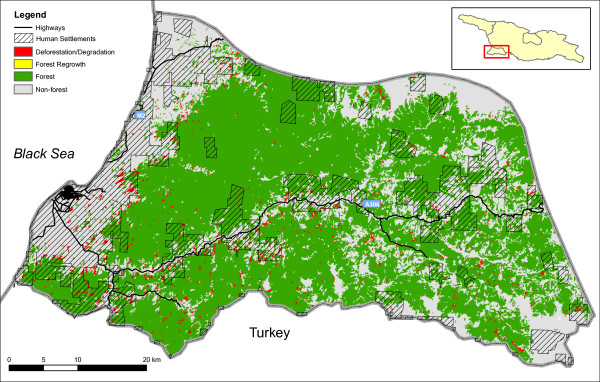 Legend
Highways
Human Settlements
Deforestation/Degradation
Forest Regrowth
Forest
Non-forest
Black Sea
A306
Turkey
0 5 10 20 km